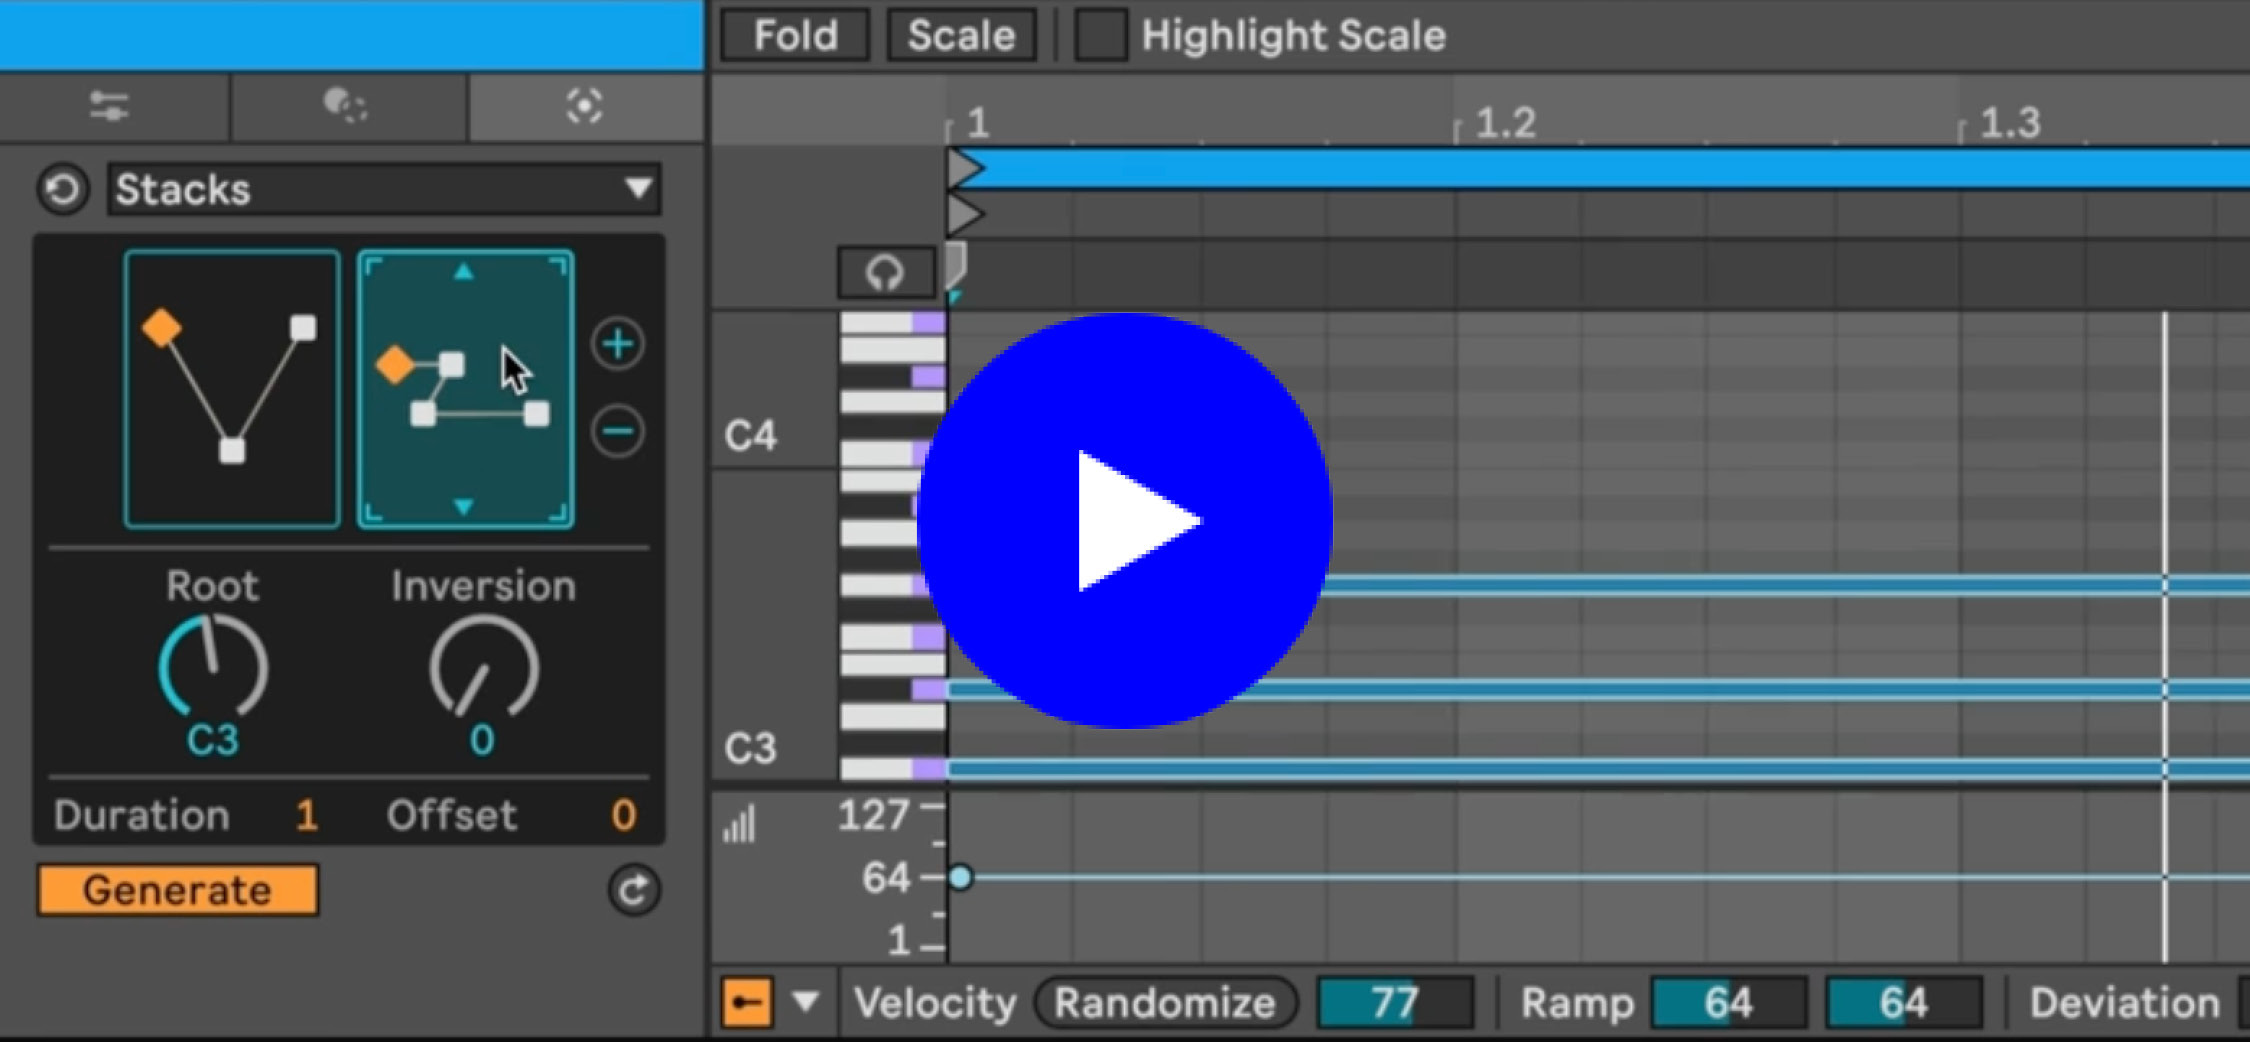 Fold Scale Highlight Scale
1 1.2 1.3
Stacks
C4
Root Inversion
C3 0
C3
Duration 1 Offset 0
127
64
1
Generate
Velocity Randomize 77 Ramp 64 64 Deviation